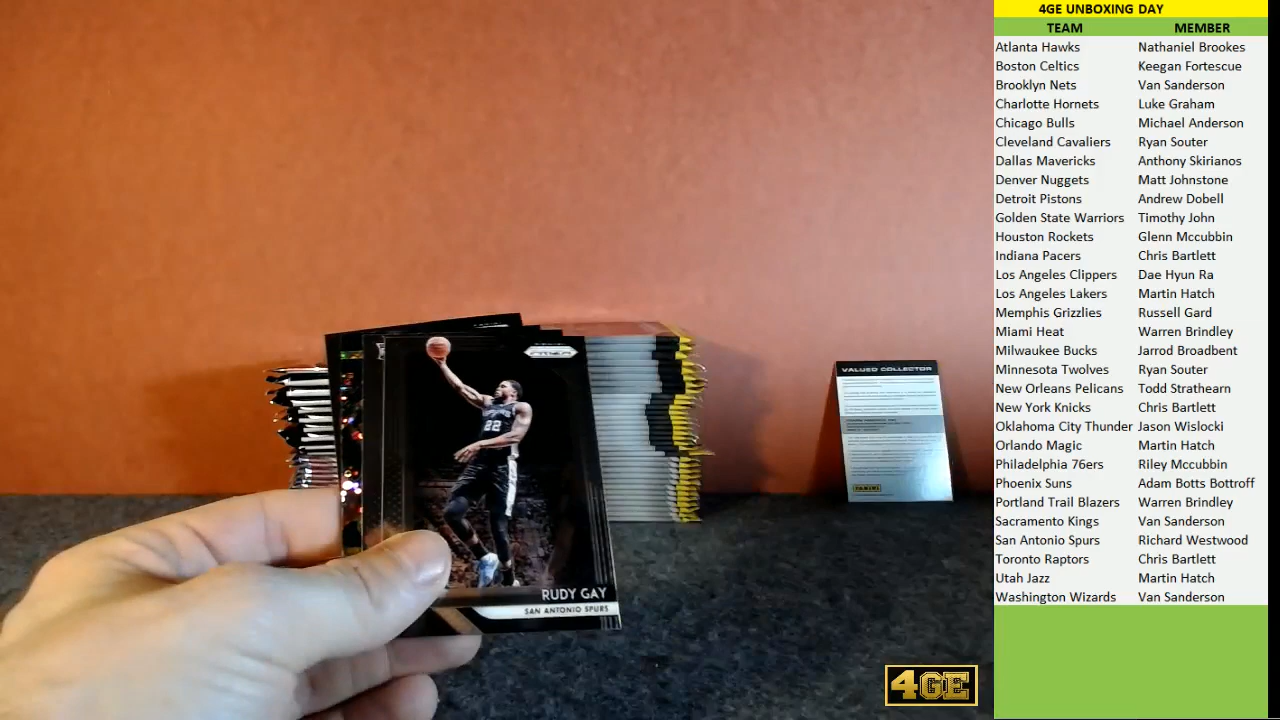 4GE UNBOXING DAY
TEAM MEMBER
Atlanta Hawks Nathaniel Brookes
Boston Celtics Keegan Fortescue
Brooklyn Nets Van Sanderson
Charlotte Hornets Luke Graham
Chicago Bulls Michael Anderson
Cleveland Cavaliers Ryan Souter
Dallas Mavericks Anthony Skirianos
Denver Nuggets Matt Johnstone
Detroit Pistons Andrew Dobell
Golden State Warriors Timothy John
Houston Rockets Glenn Mccubbin
Indiana Pacers Chris Bartlett
Los Angeles Clippers Dae Hyun Ra
Los Angeles Lakers Martin Hatch
Memphis Grizzlies Russell Gard
Miami Heat Warren Brindley
Milwaukee Bucks Jarrod Broadbent
Minnesota Twolves Ryan Souter
New Orleans Pelicans Todd Strathearn
New York Knicks Chris Bartlett
Oklahoma City Thunder Jason Wislocki
Orlando Magic Martin Hatch
Philadelphia 76ers Riley Mccubbin
Phoenix Suns Adam Botts Bottroff
Portland Trail Blazers Warren Brindley
Sacramento Kings Van Sanderson
San Antonio Spurs Richard Westwood
Toronto Raptors Chris Bartlett
Utah Jazz Martin Hatch
Washington Wizards Van Sanderson
VALUED COLLECTOR
PANINI
PRIZM
22
RUDY GAY
SAN ANTONIO SPURS
4GE